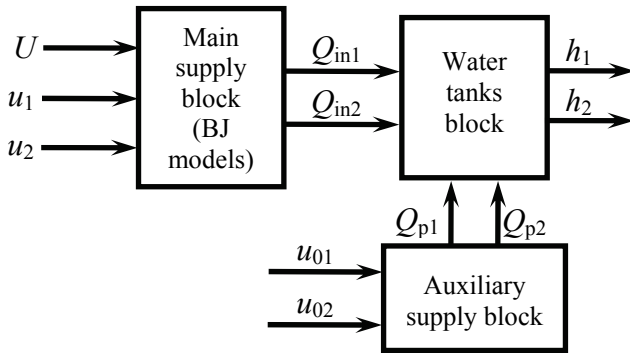 U
u1
u2
Main
supply
block
(BJ
models)
Qin1
Qin2
Water
tanks
block
h1
h2
Qp1
Qp2
u01
u02
Auxiliary
supply block